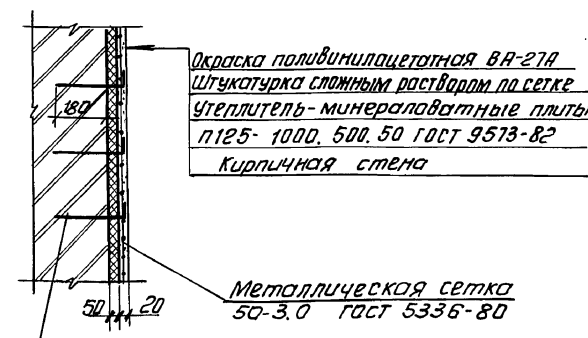 Окраска поливинилацетатная ВА-27А
Штукатурка сложным раствором по сетке
Утеплитель-минераловатные плиты
П125- 1000. 500. 50 ГОСТ 9573-82
Кирпичная стена
180
Металлическая сетка
50-3.0 ГОСТ 5336-80
50 20